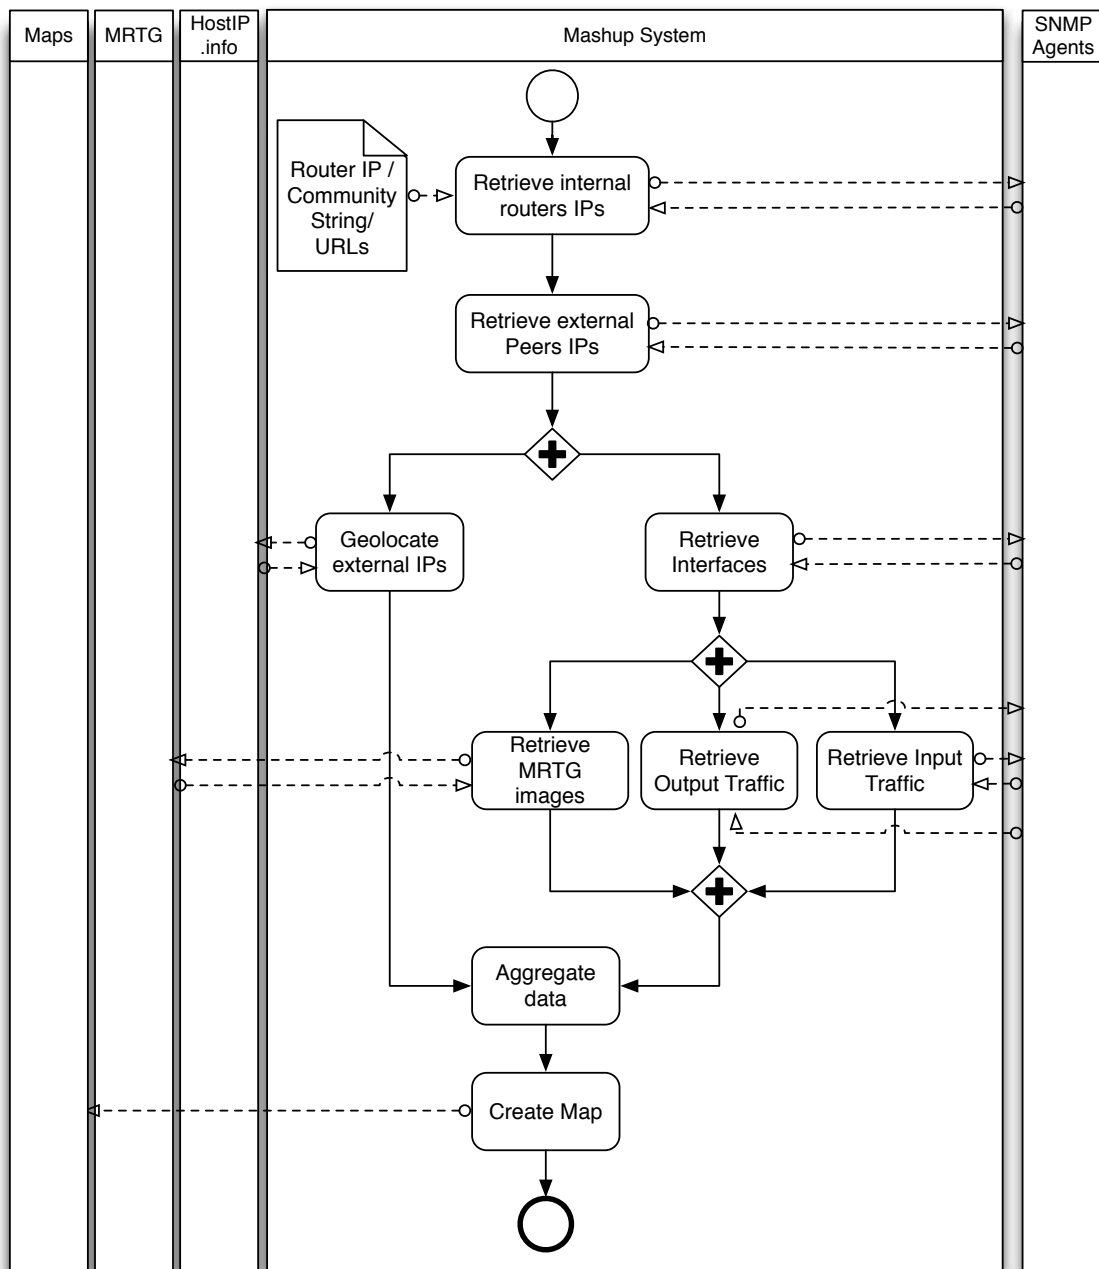 Maps
MRTG
HostIP
.info
Mashup System
SNMP
Agents
Router IP /
Community
String/
URLs
Retrieve internal
routers IPs
Retrieve external
Peers IPs
Geolocate
external IPs
Retrieve
Interfaces
Retrieve
MRTG
images
Retrieve
Output Traffic
Retrieve Input
Traffic
Aggregate
data
Create Map